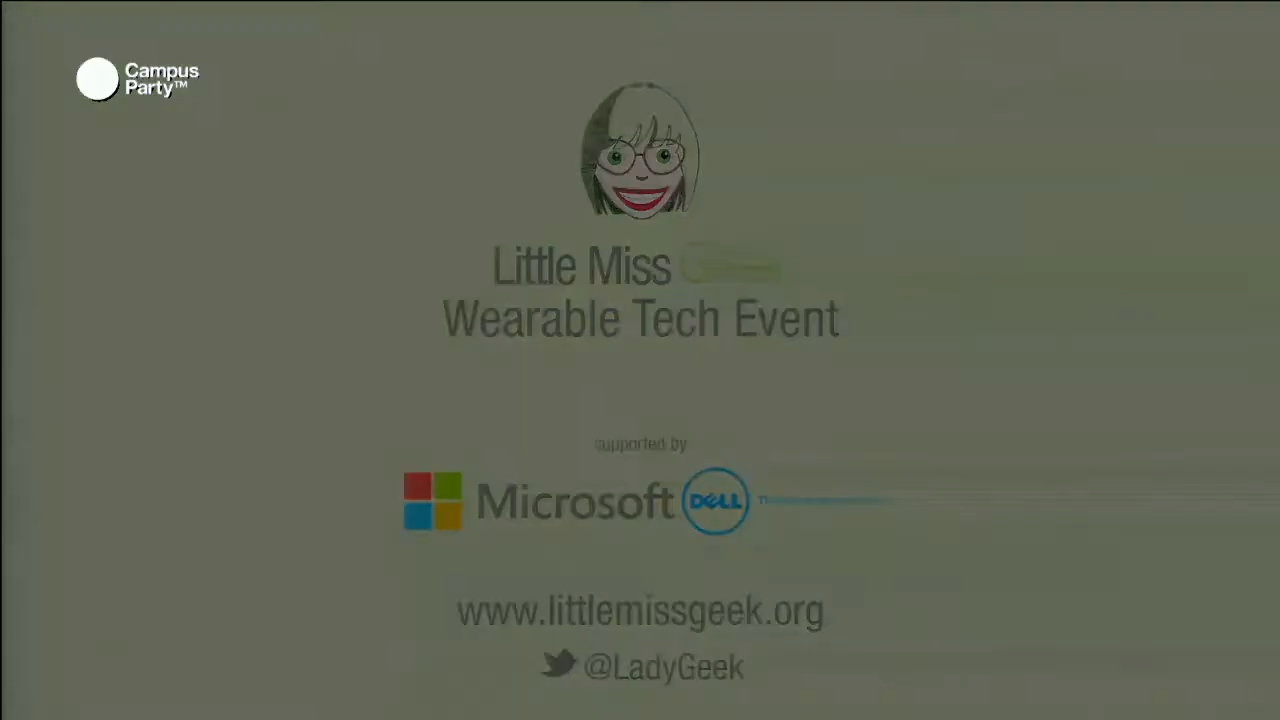 Campus
Party™
Little Miss
Wearable Tech Event
supported by
Microsoft DELL
www.littlemissgeek.org
@LadyGeek